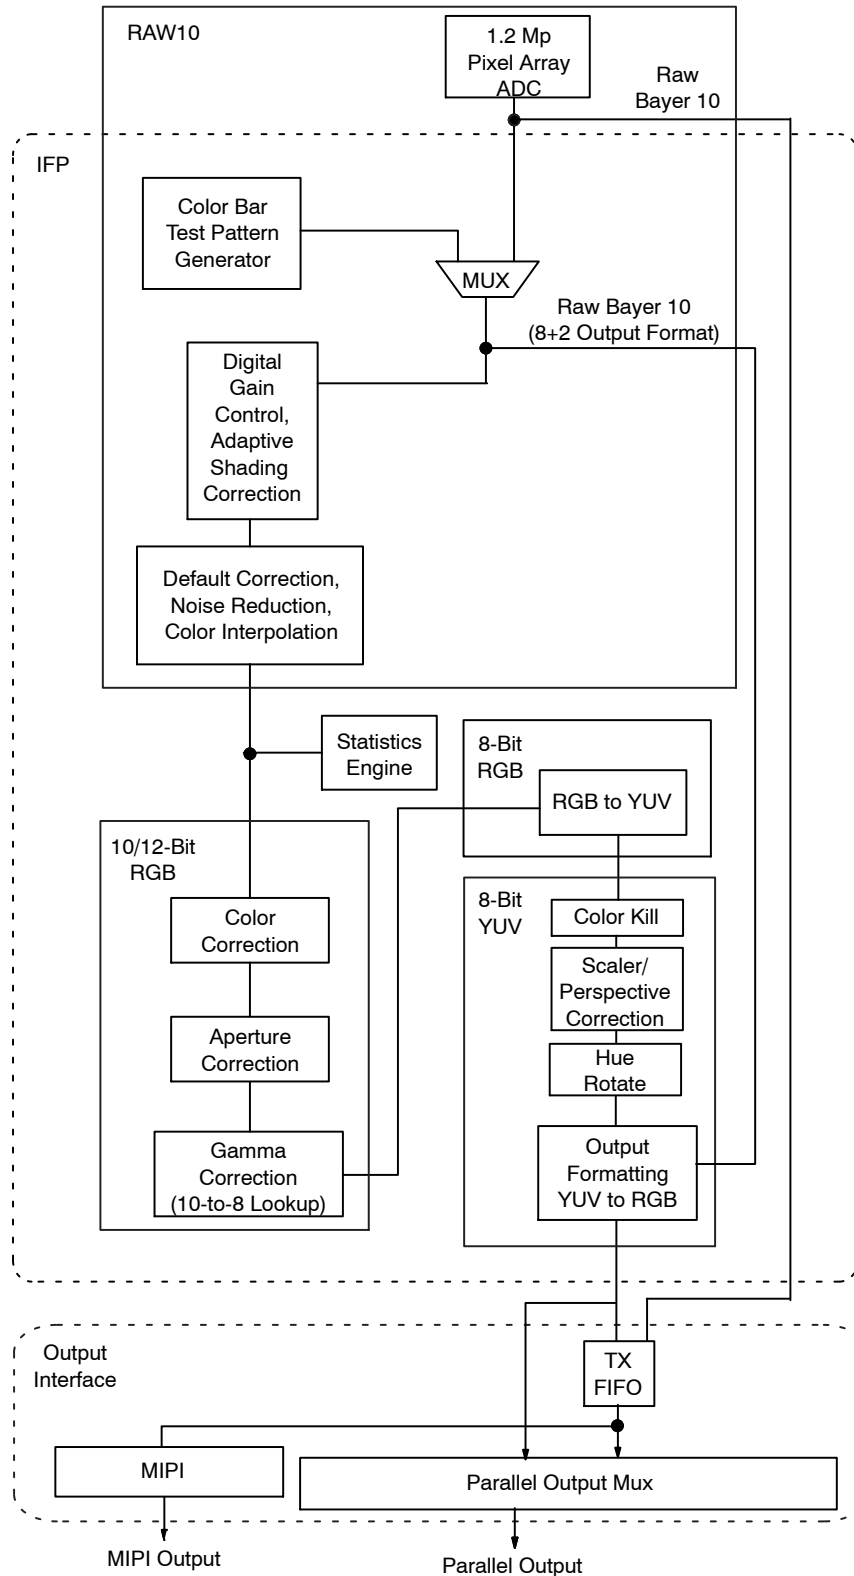 RAW10
1.2 Mp
Pixel Array
ADC
Raw
Bayer 10
IFP
Color Bar
Test Pattern
Generator
MUX
Raw Bayer 10
(8+2 Output Format)
Digital
Gain
Control,
Adaptive
Shading
Correction
Default Correction,
Noise Reduction,
Color Interpolation
Statistics
Engine
8-Bit
RGB
RGB to YUV
10/12-Bit
RGB
Color
Correction
Aperture
Correction
Gamma
Correction
(10-to-8 Lookup)
8-Bit
YUV
Color Kill
Scaler/
Perspective
Correction
Hue
Rotate
Output
Formatting
YUV to RGB
Output
Interface
TX
FIFO
MIPI
Parallel Output Mux
MIPI Output
Parallel Output